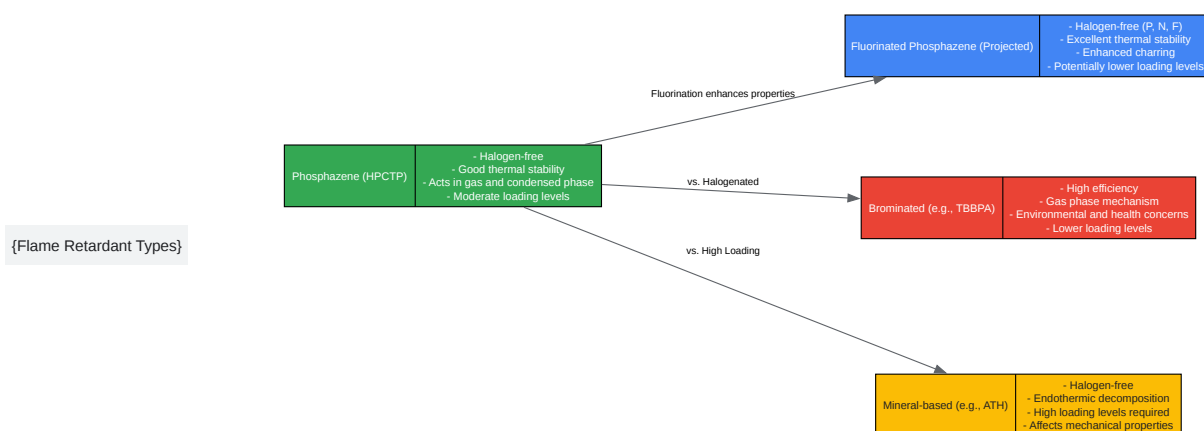 {Flame Retardant Types}
Phosphazene (HPCTP)
- Halogen-free
- Good thermal stability
- Acts in gas and condensed phase
- Moderate loading levels
Fluorination enhances properties
vs. Halogenated
vs. High Loading
Fluorinated Phosphazene (Projected)
- Halogen-free (P, N, F)
- Excellent thermal stability
- Enhanced charring
- Potentially lower loading levels
Brominated (e.g., TBBPA)
- High efficiency
- Gas phase mechanism
- Environmental and health concerns
- Lower loading levels
Mineral-based (e.g., ATH)
- Halogen-free
- Endothermic decomposition
- High loading levels required
- Affects mechanical properties